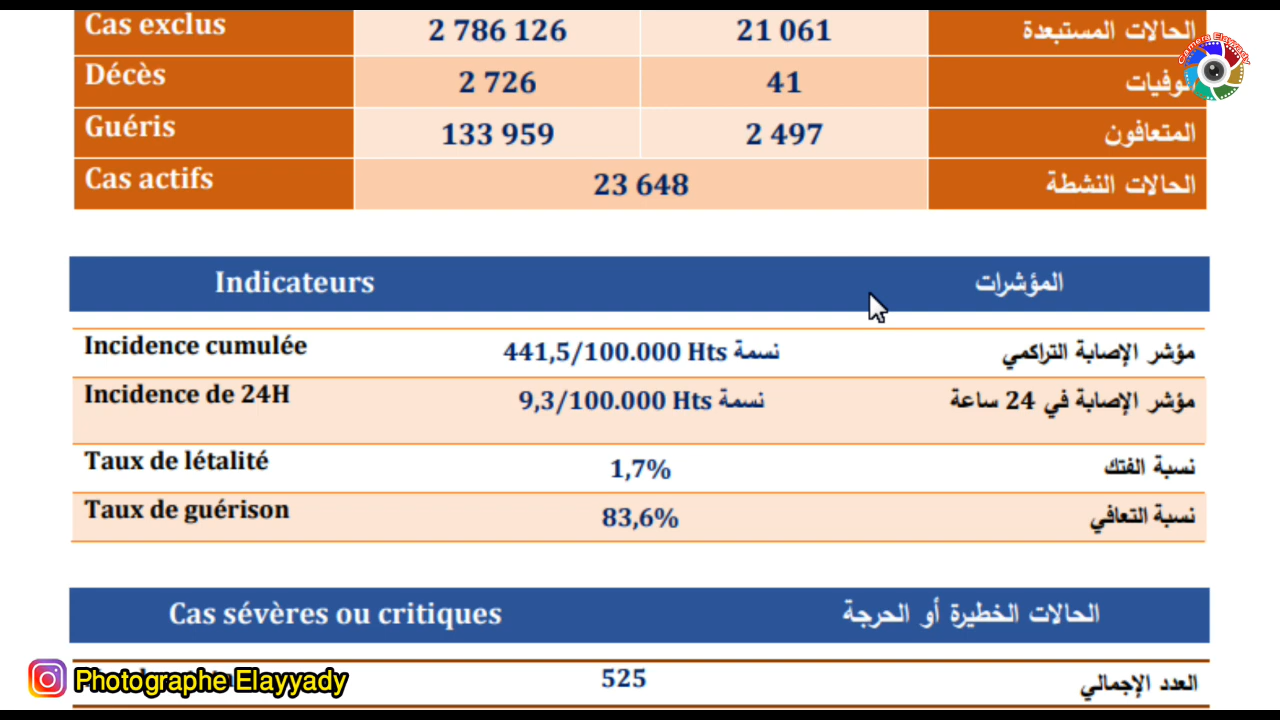 Cas exclus 2 786 126 21 061 الحالات المستبعدة
Camera Elayyady
Décès 2 726 41 الوفيات
Guéris 133 959 2 497 المتعافون
Cas actifs 23 648 الحالات النشطة
Indicateurs المؤشرات
Incidence cumulée 441,5/100.000 Hts نسمة مؤشر الإصابة التراكمي
Incidence de 24H 9,3/100.000 Hts نسمة مؤشر الإصابة في 24 ساعة
Taux de létalité 1,7% نسبة الفتك
Taux de guérison 83,6% نسبة التعافي
Cas sévères ou critiques الحالات الخطيرة أو الحرجة
525 العدد الإجمالي
Photographe Elayyady